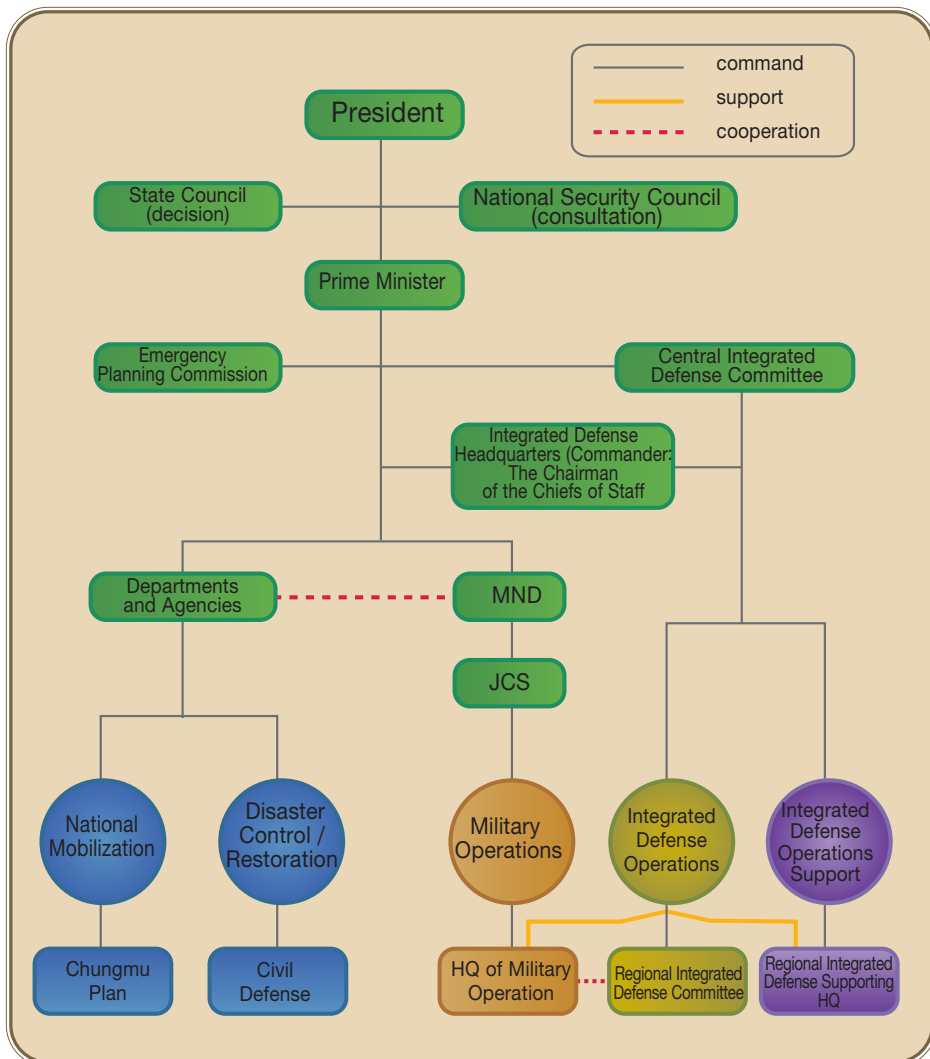 command
support
cooperation
President
State Council
(decision)
National Security Council
(consultation)
Prime Minister
Emergency
Planning Commission
Central Integrated
Defense Committee
Integrated Defense
Headquarters (Commander:
The Chairman
of the Chiefs of Staff
Departments
and Agencies
MND
JCS
National
Mobilization
Disaster
Control /
Restoration
Military
Operations
Integrated
Defense
Operations
Integrated
Defense
Operations
Support
Chungmu
Plan
Civil
Defense
HQ of Military
Operation
Regional Integrated
Defense Committee
Regional Integrated
Defense Supporting
HQ